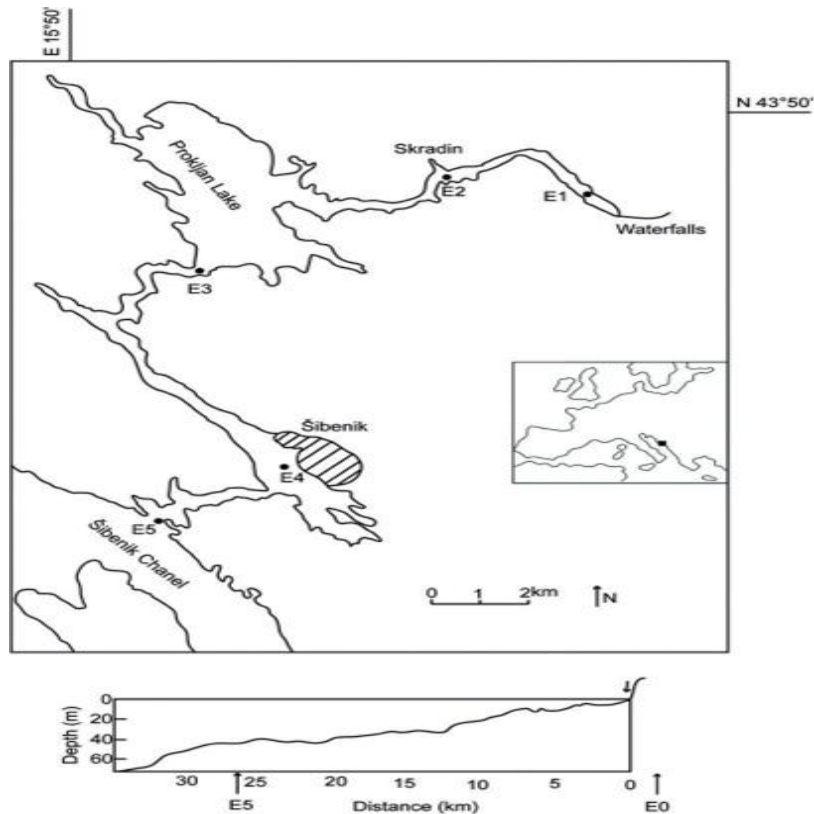 E 15°50'
N 43°50'
Skradin
Prokljan Lake
E2
E1
Waterfalls
E3
Šibenik
E4
E5
Šibenik Chanel
0 1 2km
N
Depth (m)
0
20
40
60
30 25 20 15 10 5 0
E5 Distance (km) E0